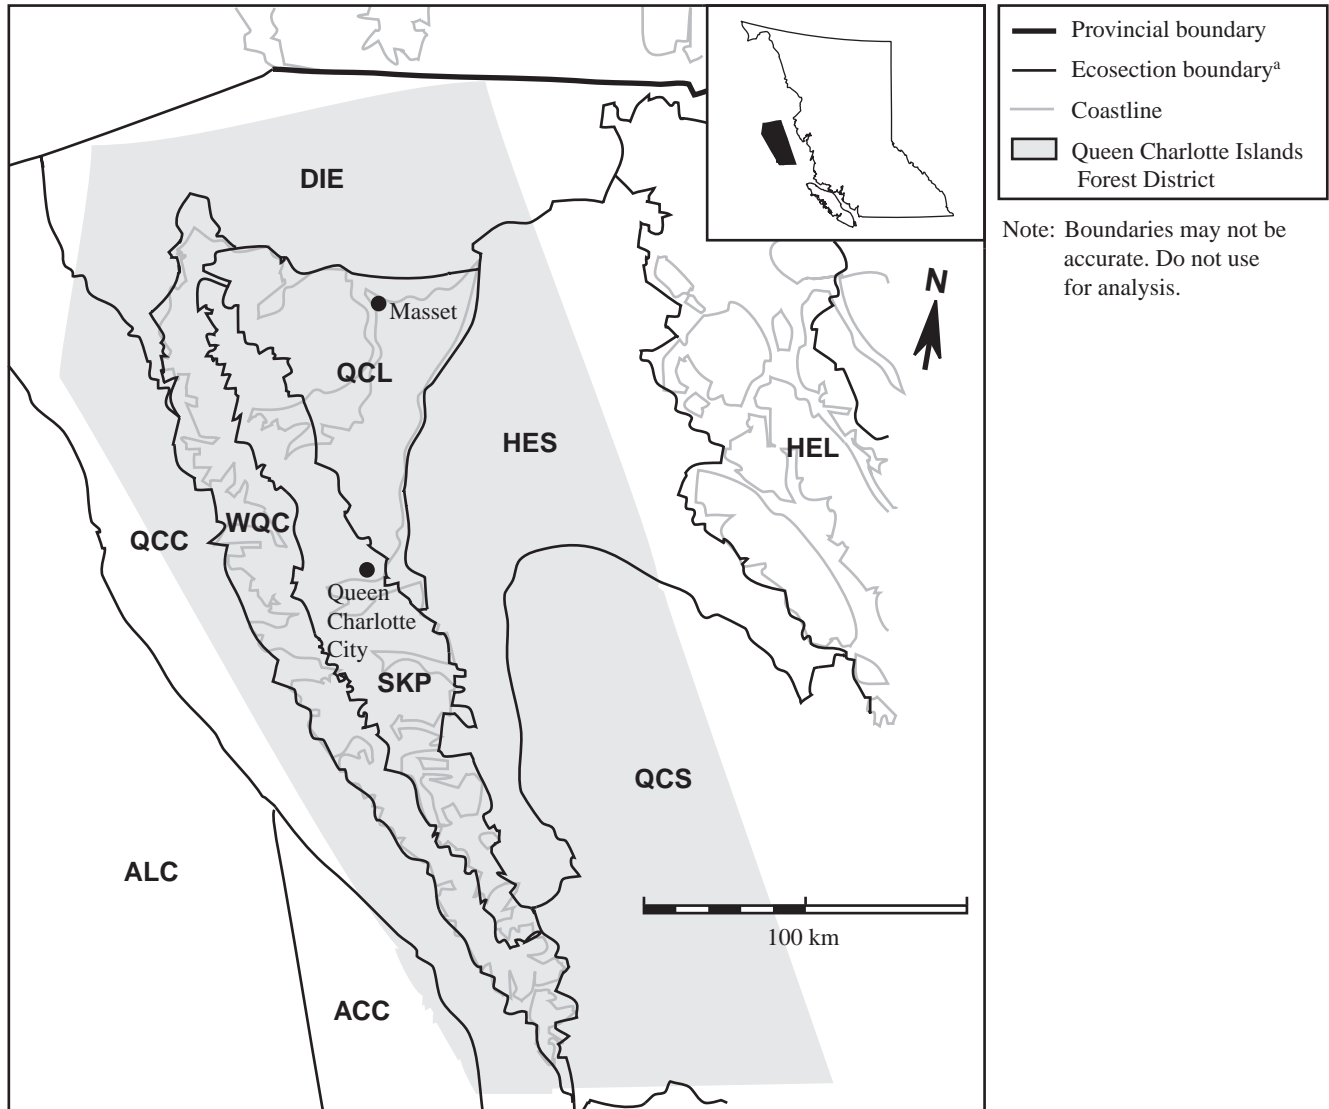 DIE
Masset
QCL
HES
HEL
WQC
QCC
Queen
Charlotte
City
SKP
QCS
ALC
100 km
ACC
N
Provincial boundary
Ecosection boundaryᵃ
Coastline
Queen Charlotte Islands
Forest District
Note: Boundaries may not be
accurate. Do not use
for analysis.